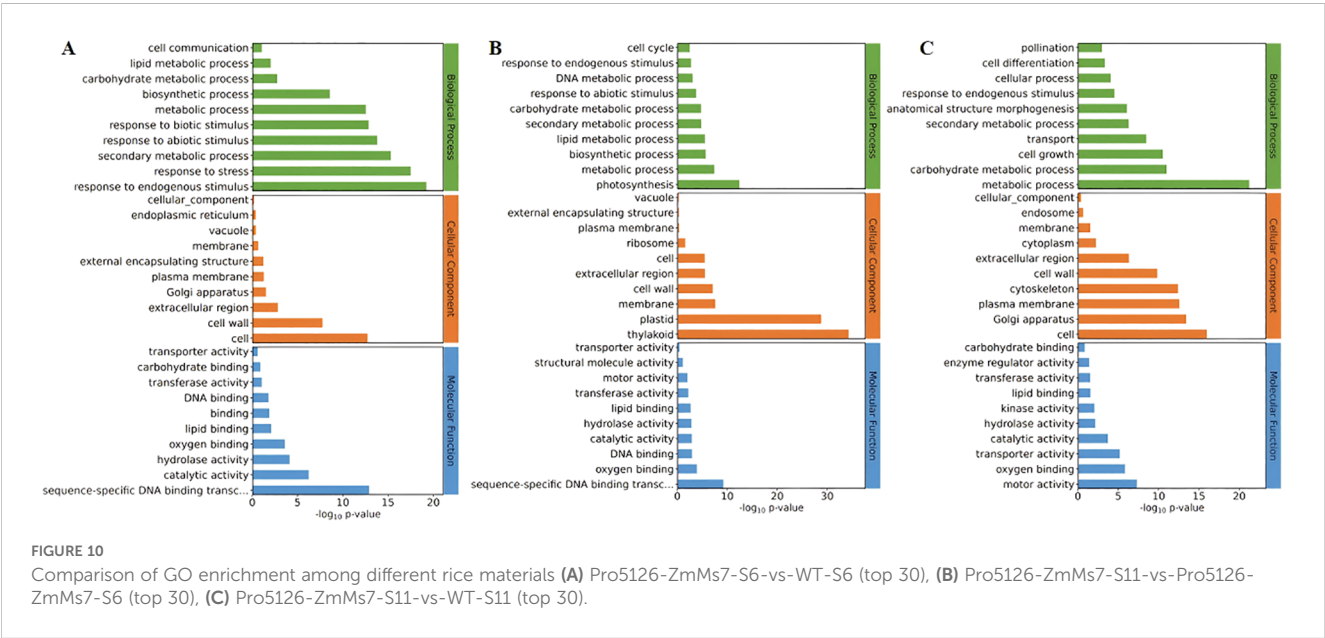 A
cell communication
lipid metabolic process
carbohydrate metabolic process
biosynthetic process
metabolic process
response to biotic stimulus
response to abiotic stimulus
secondary metabolic process
response to stress
response to endogenous stimulus
cellular_component
endoplasmic reticulum
vacuole
membrane
external encapsulating structure
plasma membrane
Golgi apparatus
extracellular region
cell wall
cell
transporter activity
carbohydrate binding
transferase activity
DNA binding
binding
lipid binding
oxygen binding
hydrolase activity
catalytic activity
sequence-specific DNA binding transc...
0 5 10 15 20
-log10 p-value
Biological Process
Cellular Component
Molecular Function
B
cell cycle
response to endogenous stimulus
DNA metabolic process
response to abiotic stimulus
carbohydrate metabolic process
secondary metabolic process
lipid metabolic process
biosynthetic process
metabolic process
photosynthesis
vacuole
external encapsulating structure
plasma membrane
ribosome
cell
extracellular region
cell wall
membrane
plastid
thylakoid
transporter activity
structural molecule activity
motor activity
transferase activity
lipid binding
hydrolase activity
catalytic activity
DNA binding
oxygen binding
sequence-specific DNA binding transc...
0 10 20 30
-log10 p-value
Biological Process
Cellular Component
Molecular Function
C
pollination
cell differentiation
cellular process
response to endogenous stimulus
anatomical structure morphogenesis
secondary metabolic process
transport
cell growth
carbohydrate metabolic process
metabolic process
cellular_component
endosome
membrane
cytoplasm
extracellular region
cell wall
cytoskeleton
plasma membrane
Golgi apparatus
cell
carbohydrate binding
enzyme regulator activity
transferase activity
lipid binding
kinase activity
hydrolase activity
catalytic activity
transporter activity
oxygen binding
motor activity
0 5 10 15 20
-log10 p-value
Biological Process
Cellular Component
Molecular Function
FIGURE 10
Comparison of GO enrichment among different rice materials (A) Pro5126-ZmMs7-S6-vs-WT-S6 (top 30), (B) Pro5126-ZmMs7-S11-vs-Pro5126-
ZmMs7-S6 (top 30), (C) Pro5126-ZmMs7-S11-vs-WT-S11 (top 30).